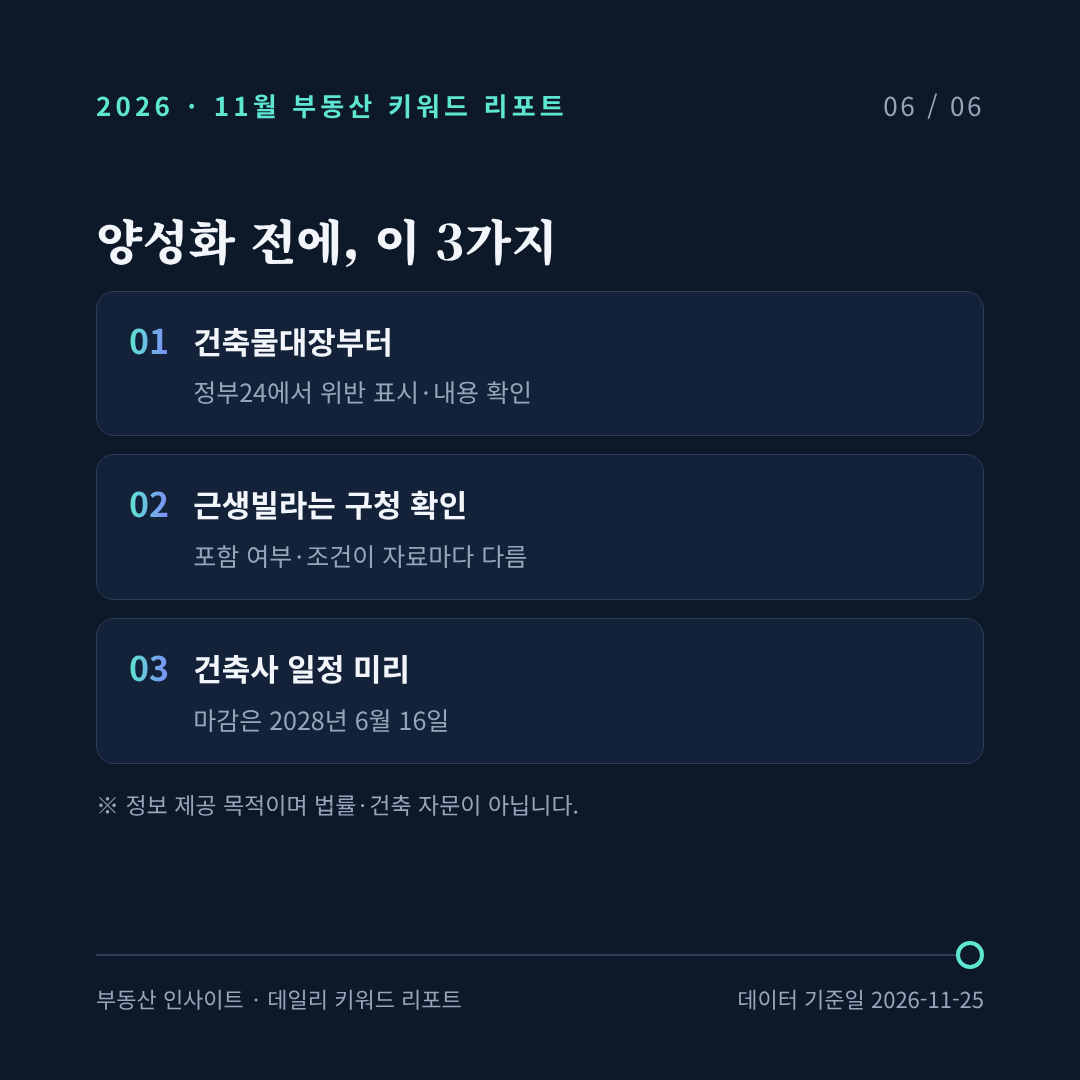 2026 · 11월 부동산 키워드 리포트
06 / 06
양성화 전에, 이 3가지
01 건축물대장부터
정부24에서 위반 표시·내용 확인
02 근생빌라는 구청 확인
포함 여부·조건이 자료마다 다름
03 건축사 일정 미리
마감은 2028년 6월 16일
※ 정보 제공 목적이며 법률·건축 자문이 아닙니다.
부동산 인사이트 · 데일리 키워드 리포트
데이터 기준일 2026-11-25